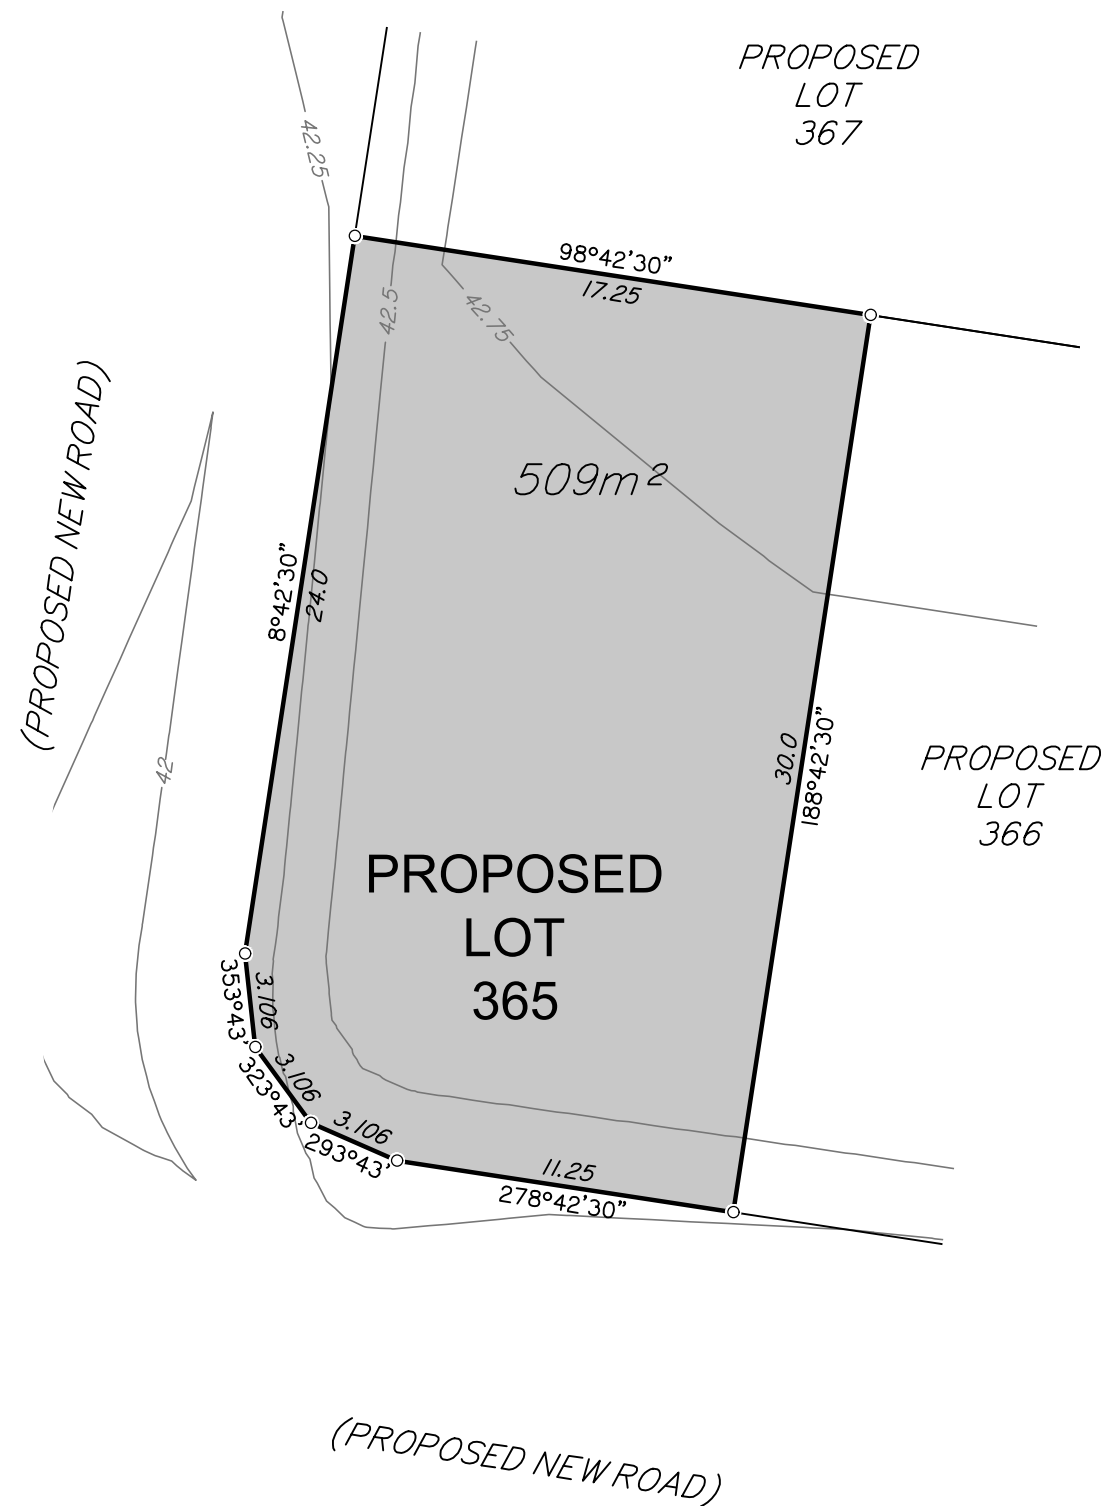 PROPOSED
LOT
367
42.25
98°42'30"
17.25
42.5
42.75
(PROPOSED NEW ROAD)
509m²
8°42'30"
24.0
30.0
188°42'30"
42
PROPOSED
LOT
366
PROPOSED
LOT
365
353°43'
3.106
323°43'
3.106
293°43'
3.106
11.25
278°42'30"
(PROPOSED NEW ROAD)